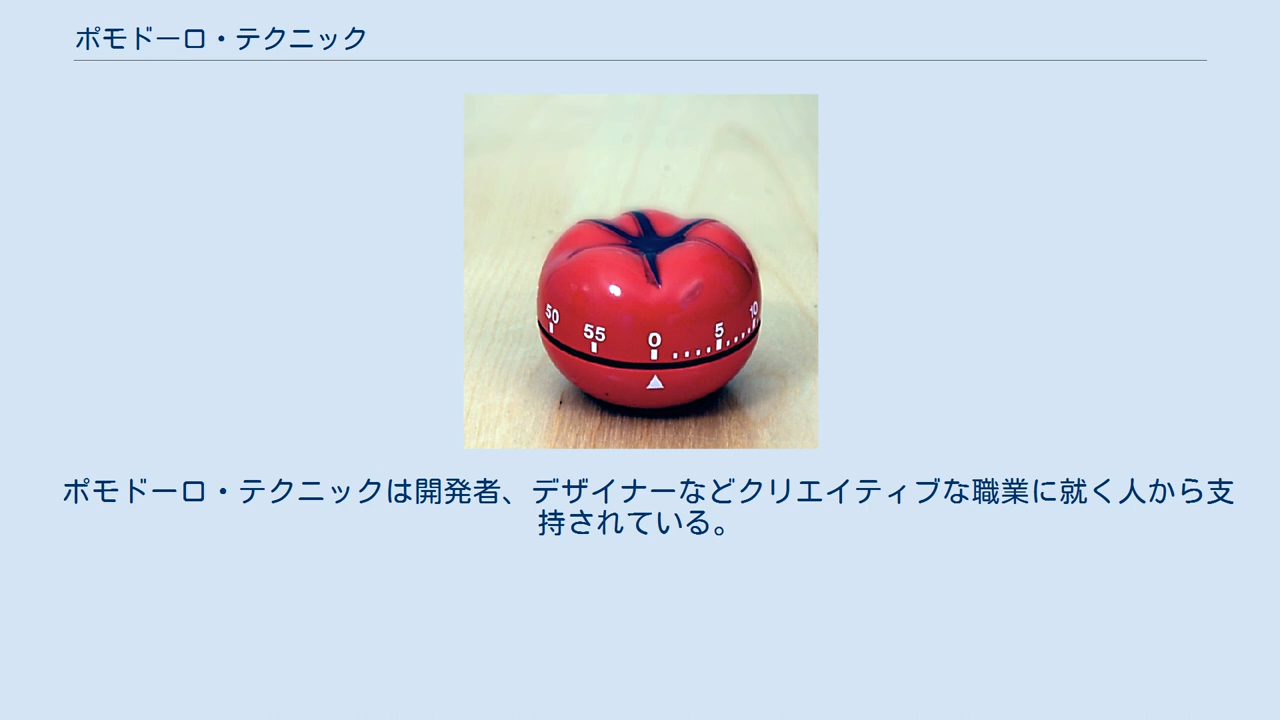 ポモドーロ・テクニック
50 55 0 5 10
ポモドーロ・テクニックは開発者、デザイナーなどクリエイティブな職業に就く人から支
持されている。